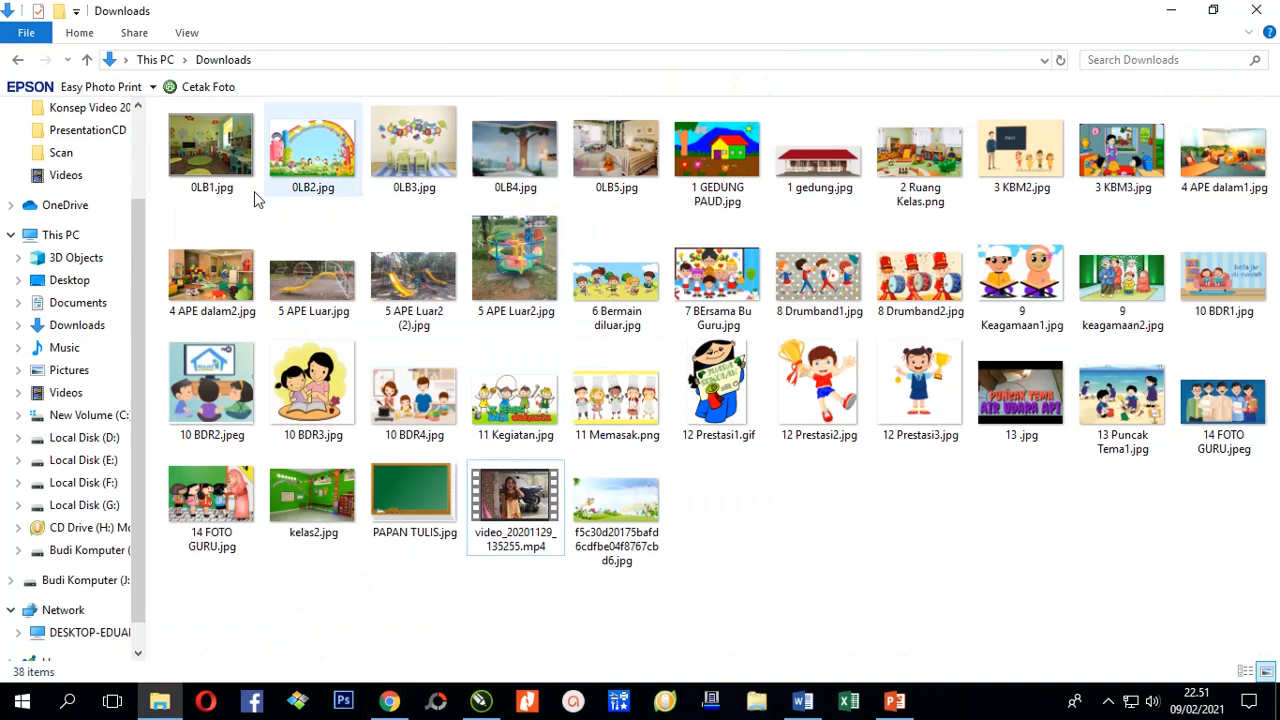 Downloads
File Home Share View
This PC Downloads Search Downloads
EPSON Easy Photo Print Cetak Foto
Konsep Video 20
PresentationCD
Scan
Videos
OneDrive
This PC
3D Objects
Desktop
Documents
Downloads
Music
Pictures
Videos
New Volume (C:
Local Disk (D:)
Local Disk (E:)
Local Disk (F:)
Local Disk (G:)
CD Drive (H:) Mo
Budi Komputer (
Budi Komputer (J:
Network
DESKTOP-EDUAI
0LB1.jpg
0LB2.jpg
0LB3.jpg
0LB4.jpg
0LB5.jpg
1 GEDUNG
PAUD.jpg
1 gedung.jpg
2 Ruang
Kelas.png
3 KBM2.jpg
3 KBM3.jpg
4 APE dalam1.jpg
4 APE dalam2.jpg
5 APE Luar.jpg
5 APE Luar2
(2).jpg
5 APE Luar2.jpg
6 Bermain
diluar.jpg
7 BErsama Bu
Guru.jpg
8 Drumband1.jpg
8 Drumband2.jpg
9
Keagamaan1.jpg
9
keagamaan2.jpg
belajar
10 BDR1.jpg
10 BDR2.jpeg
10 BDR3.jpg
10 BDR4.jpg
11 Kegiatan.jpg
11 Memasak.png
12 Prestasi1.gif
12 Prestasi2.jpg
12 Prestasi3.jpg
PUNCAK TEMA
AIR UDARA API
13 .jpg
13 Puncak
Tema1.jpg
14 FOTO
GURU.jpeg
14 FOTO
GURU.jpg
kelas2.jpg
PAPAN TULIS.jpg
video_20201129_
135255.mp4
f5c30d20175bafd
6cdfbe04f8767cb
d6.jpg
38 items
22.51
09/02/2021